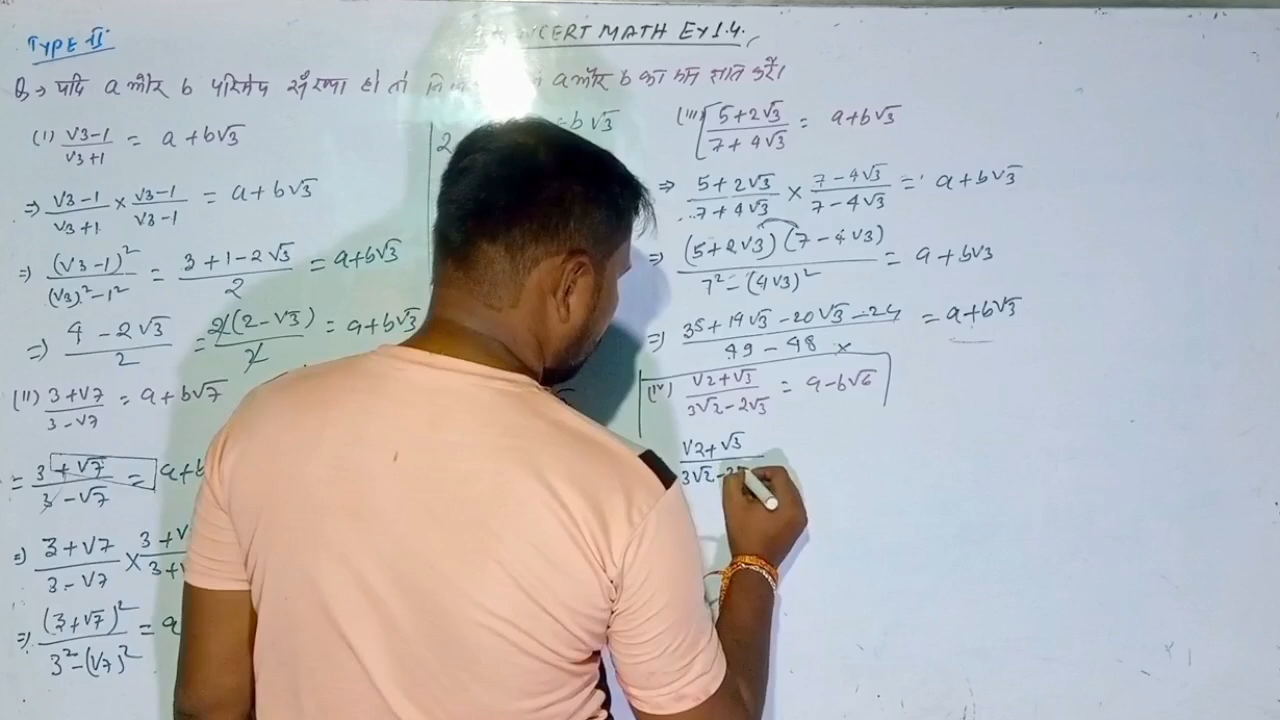 TYPE II
NCERT MATH EX 1.4.
Q → यदि a और b परिमेय संख्या हो तो a और b का मान ज्ञात करें।
(i) (√3-1)/(√3+1) = a+b√3
⇒ (√3-1)/(√3+1) × (√3-1)/(√3-1) = a+b√3
⇒ (√3-1)²/((√3)²-1²) = (3+1-2√3)/2 = a+b√3
⇒ (4-2√3)/2 = 2(2-√3)/2 = a+b√3
(ii) (3+√7)/(3-√7) = a+b√7
= (3+√7)/(3-√7) = a+b
⇒ (3+√7)/(3-√7) × 3+√
⇒ (3+√7)²/(3²-(√7)²) = a
2
b√3
(iii) (5+2√3)/(7+4√3) = a+b√3
⇒ (5+2√3)/(7+4√3) × (7-4√3)/(7-4√3) = a+b√3
⇒ (5+2√3)(7-4√3)/(7²-(4√3)²) = a+b√3
⇒ (35+14√3-20√3-24)/(49-48) = a+b√3
(iv) (√2+√3)/(3√2-2√3) = a-b√6
√2+√3
3√2-2